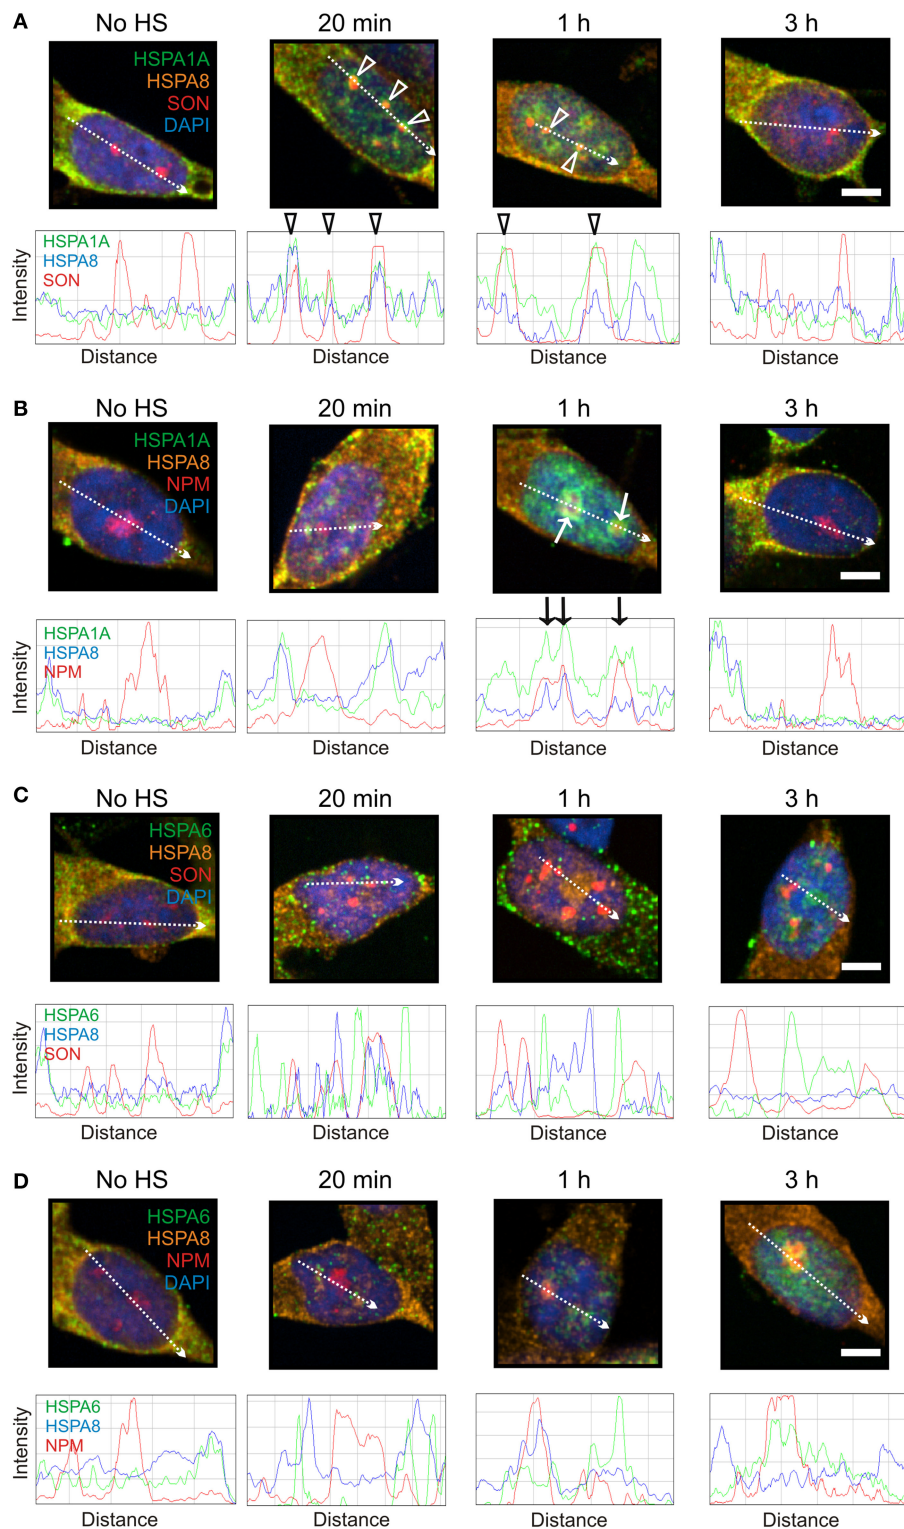 A No HS 20 min 1 h 3 h
HSPA1A
HSPA8
SON
DAPI
HSPA1A
HSPA8
SON
Intensity
Distance Distance Distance Distance
B No HS 20 min 1 h 3 h
HSPA1A
HSPA8
NPM
DAPI
HSPA1A
HSPA8
NPM
Intensity
Distance Distance Distance Distance
C No HS 20 min 1 h 3 h
HSPA6
HSPA8
SON
DAPI
HSPA6
HSPA8
SON
Intensity
Distance Distance Distance Distance
D No HS 20 min 1 h 3 h
HSPA6
HSPA8
NPM
DAPI
HSPA6
HSPA8
NPM
Intensity
Distance Distance Distance Distance